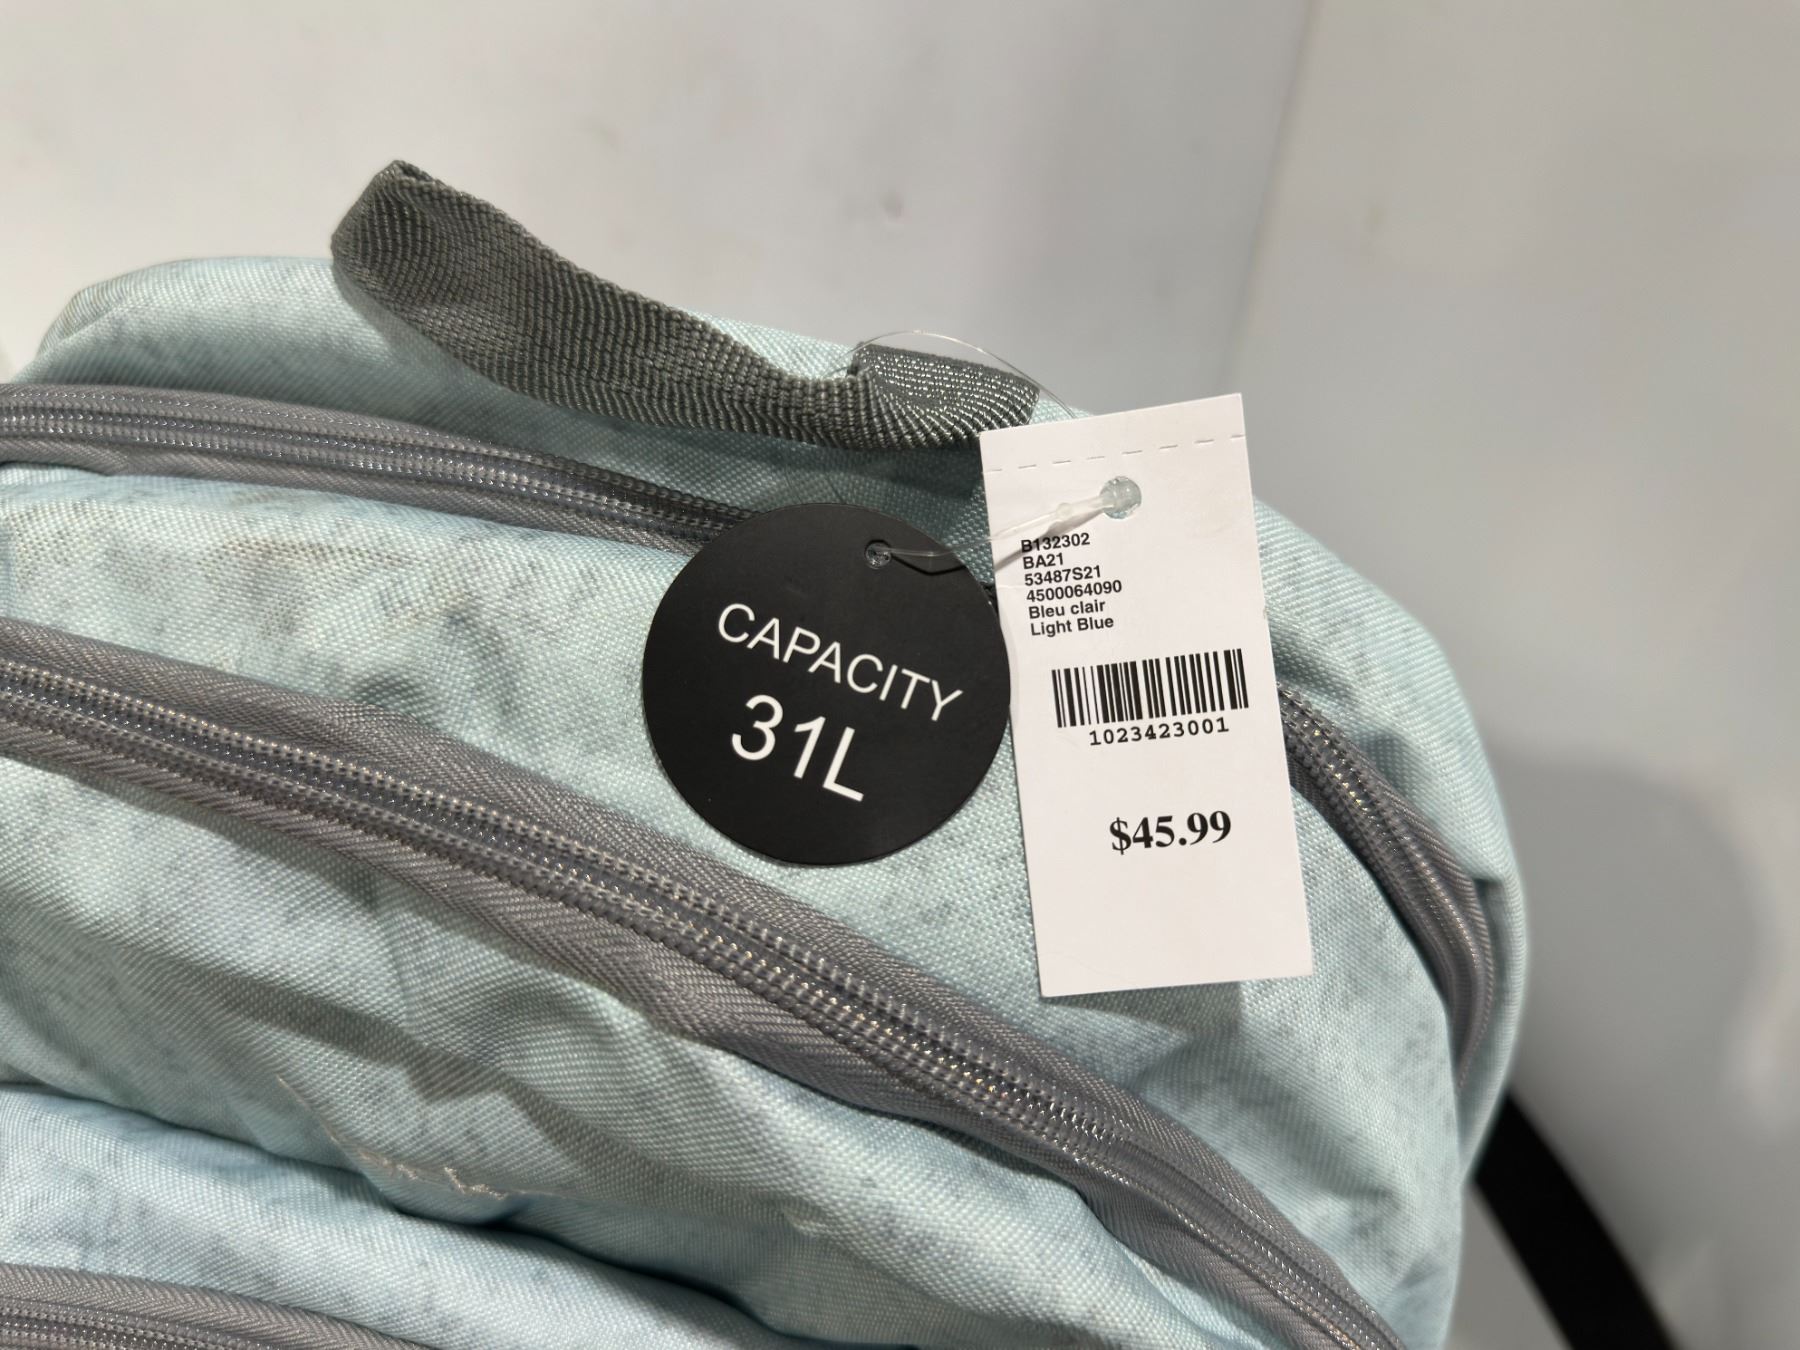 CAPACITY
31L
B132302
BA21
53487S21
4500064090
Bleu clair
Light Blue
1023423001
$45.99